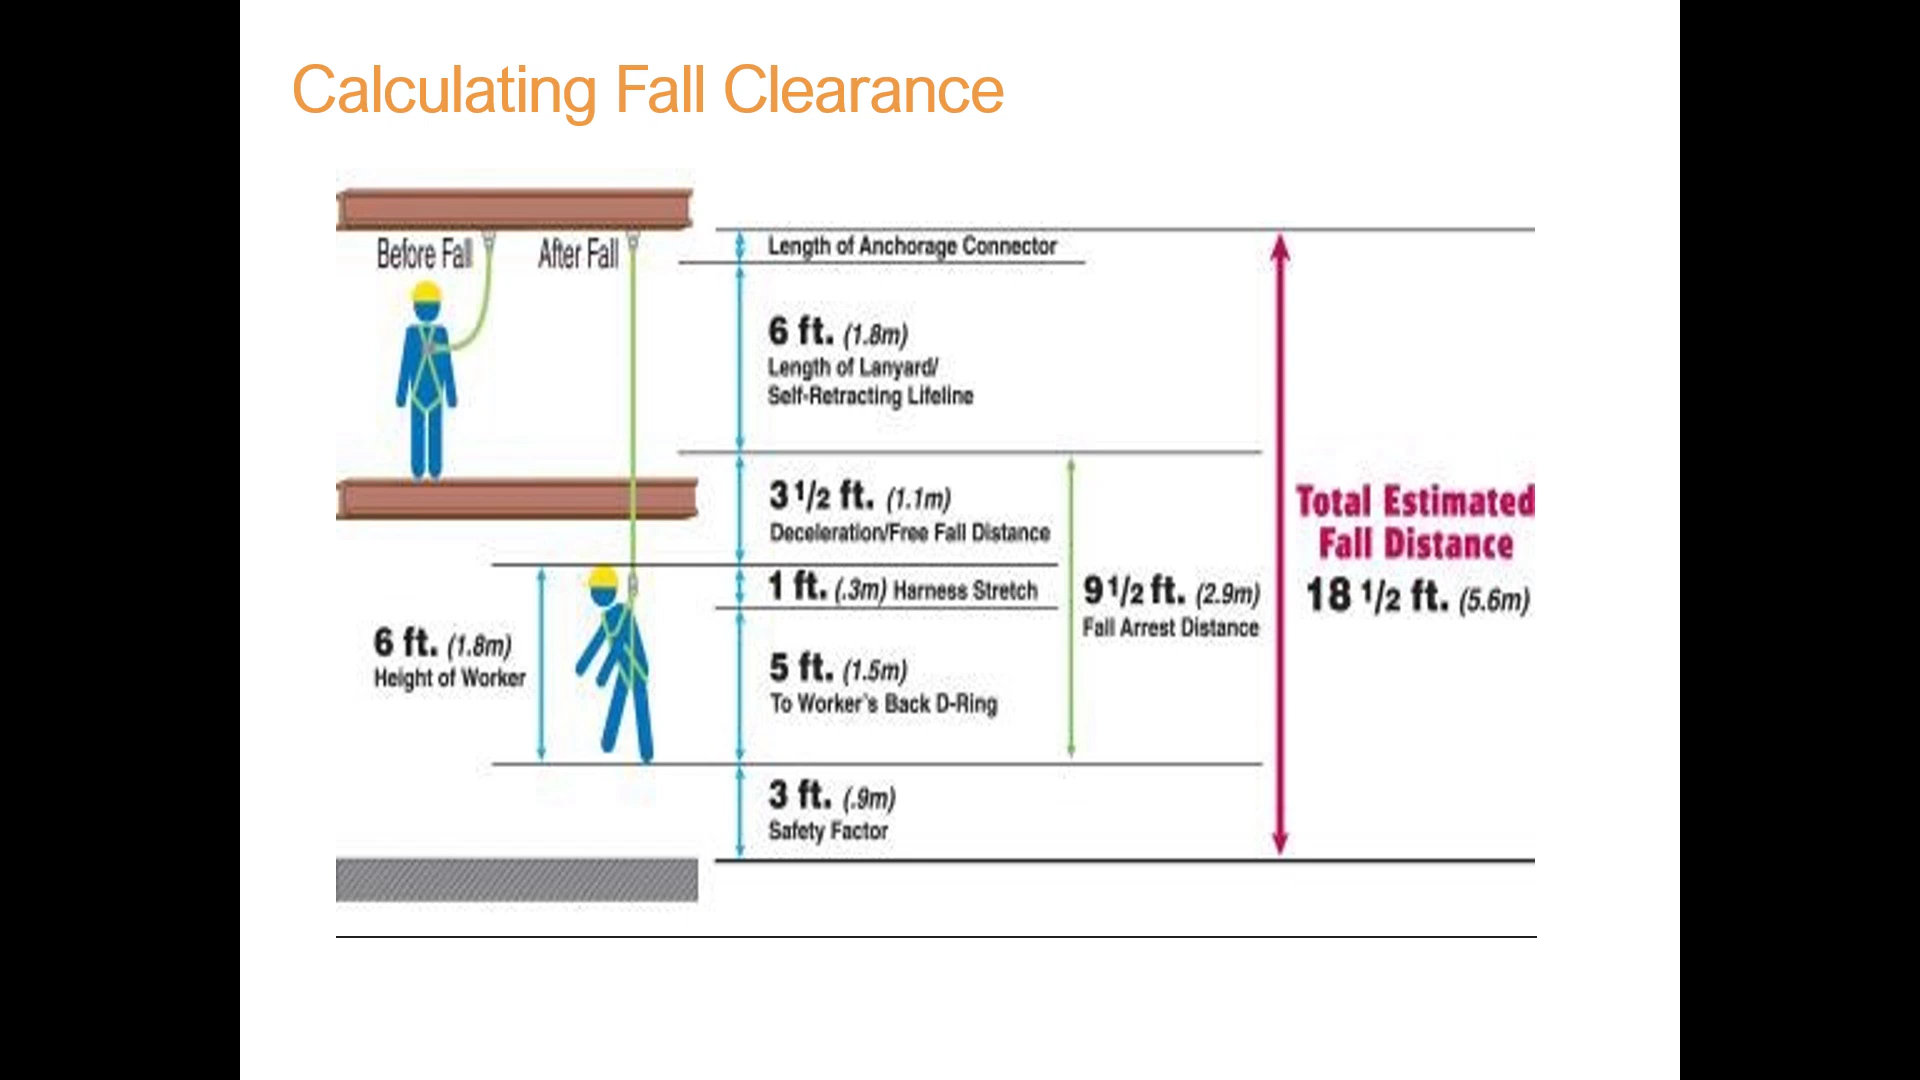 Calculating Fall Clearance
Before Fall
After Fall
Length of Anchorage Connector
6 ft. (1.8m)
Length of Lanyard/
Self-Retracting Lifeline
3 1/2 ft. (1.1m)
Deceleration/Free Fall Distance
1 ft. (.3m) Harness Stretch
5 ft. (1.5m)
To Worker's Back D-Ring
3 ft. (.9m)
Safety Factor
6 ft. (1.8m)
Height of Worker
9 1/2 ft. (2.9m)
Fall Arrest Distance
Total Estimated
Fall Distance
18 1/2 ft. (5.6m)